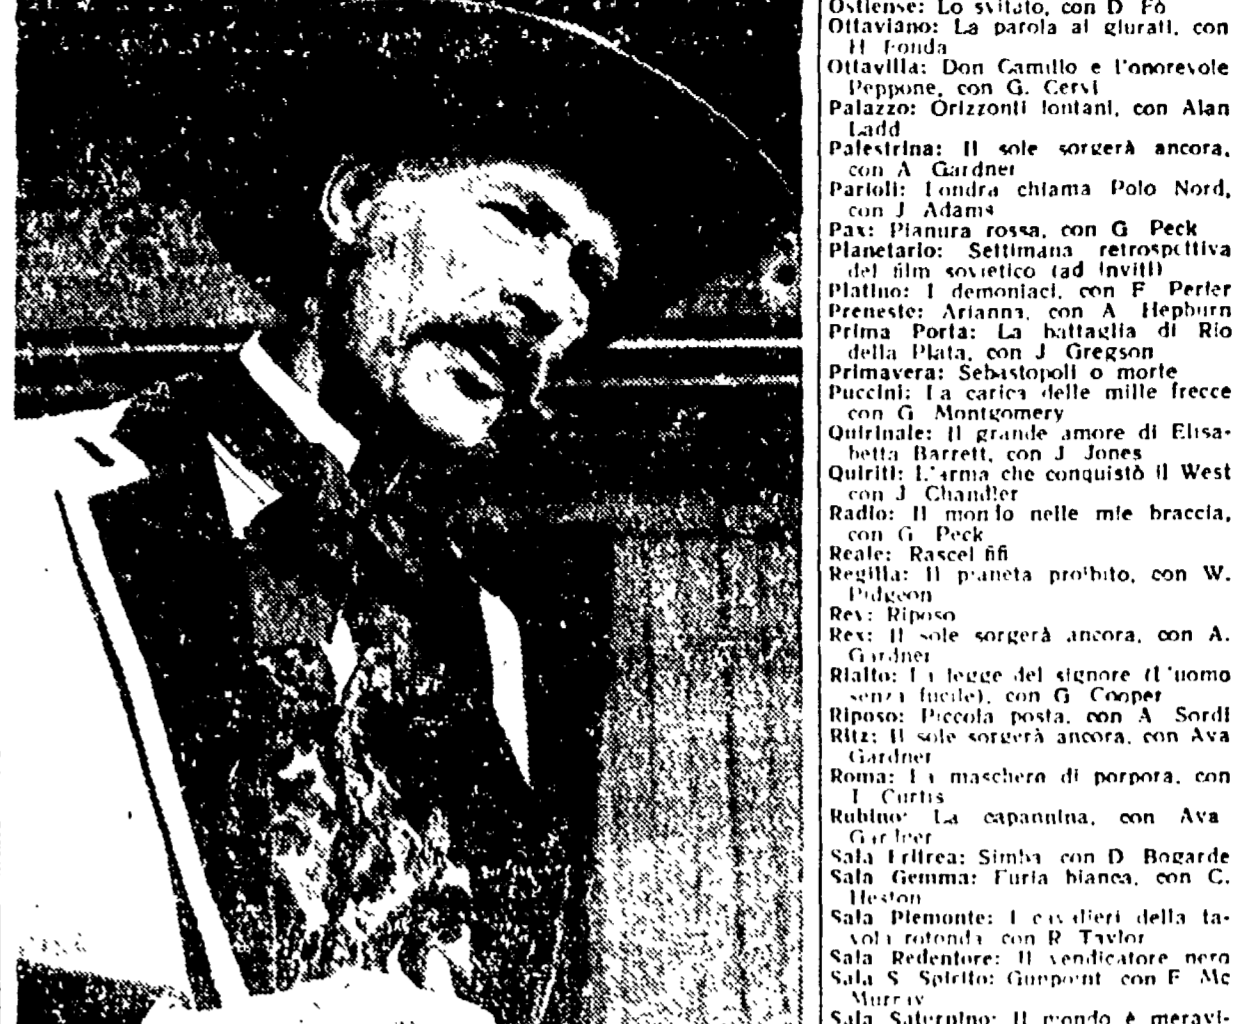 Ostiense: Lo svitato, con D Fò
Ottaviano: La parola ai giurati, con
H Fonda
Ottavilla: Don Camillo e l'onorevole
Peppone, con G. Cervi
Palazzo: Orizzonti lontani, con Alan
Ladd
Palestrina: Il sole sorgerà ancora,
con A Gardner
Parioli: Londra chiama Polo Nord,
con J Adams
Pax: Pianura rossa, con G Peck
Planetario: Settimana retrospettiva
del film sovietico (ad inviti)
Platino: I demoniaci, con F Perier
Preneste: Arianna, con A Hepburn
Prima Porta: La battaglia di Rio
della Plata, con J Gregson
Primavera: Sebastopoli o morte
Puccini: La carica delle mille frecce
con G Montgomery
Quirinale: Il grande amore di Elisa-
betta Barrett, con J Jones
Quiriti: L'arma che conquistò il West
con J Chandler
Radio: Il mondo nelle mie braccia,
con G Peck
Reale: Rascel fifì
Regilla: Il pianeta proibito, con W.
Pidgeon
Rev: Riposo
Rex: Il sole sorgerà ancora, con A.
Gardner
Rialto: La legge del signore (L'uomo
senza fucile), con G Cooper
Riposo: Piccola posta, con A Sordi
Ritz: Il sole sorgerà ancora, con Ava
Gardner
Roma: La maschera di porpora, con
T Curtis
Rubino: La capannina, con Ava
Gardner
Sala Eritrea: Simba con D Bogarde
Sala Gemma: Furia bianca, con C.
Heston
Sala Piemonte: I cavalieri della ta-
vola rotonda con R Taylor
Sala Redentore: Il vendicatore nero
Sala S Spirito: Gunpoint con F Mc
Murray
Sala Saturnino: Il mondo è meravi-